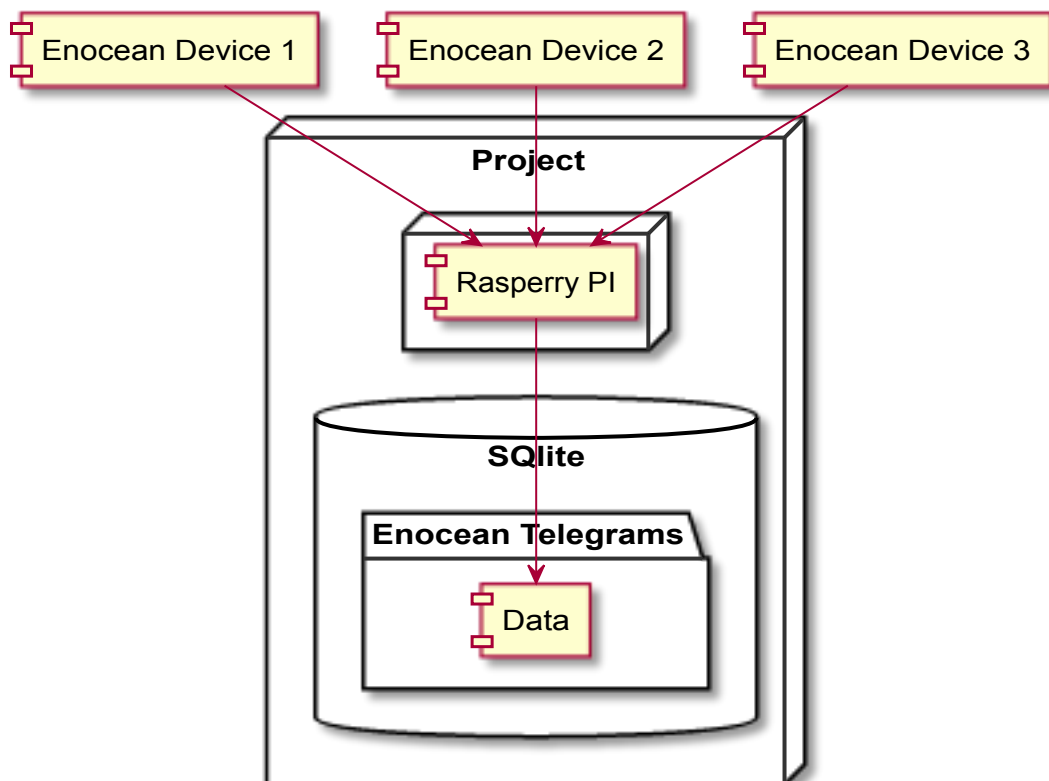 Enocean Device 1
Enocean Device 2
Enocean Device 3
Project
Rasperry PI
SQlite
Enocean Telegrams
Data